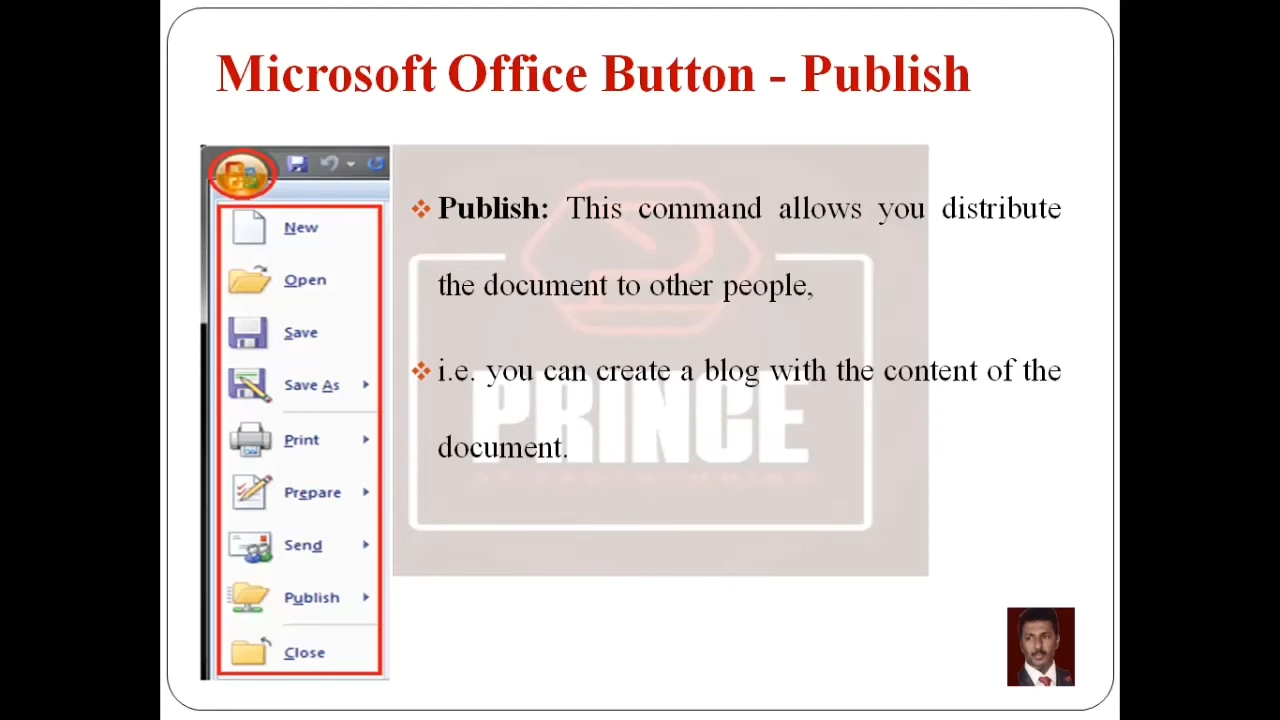 Microsoft Office Button - Publish
New
Open
Save
Save As
Print
Prepare
Send
Publish
Close
Publish: This command allows you distribute
the document to other people,
i.e. you can create a blog with the content of the
document.
PRINCE